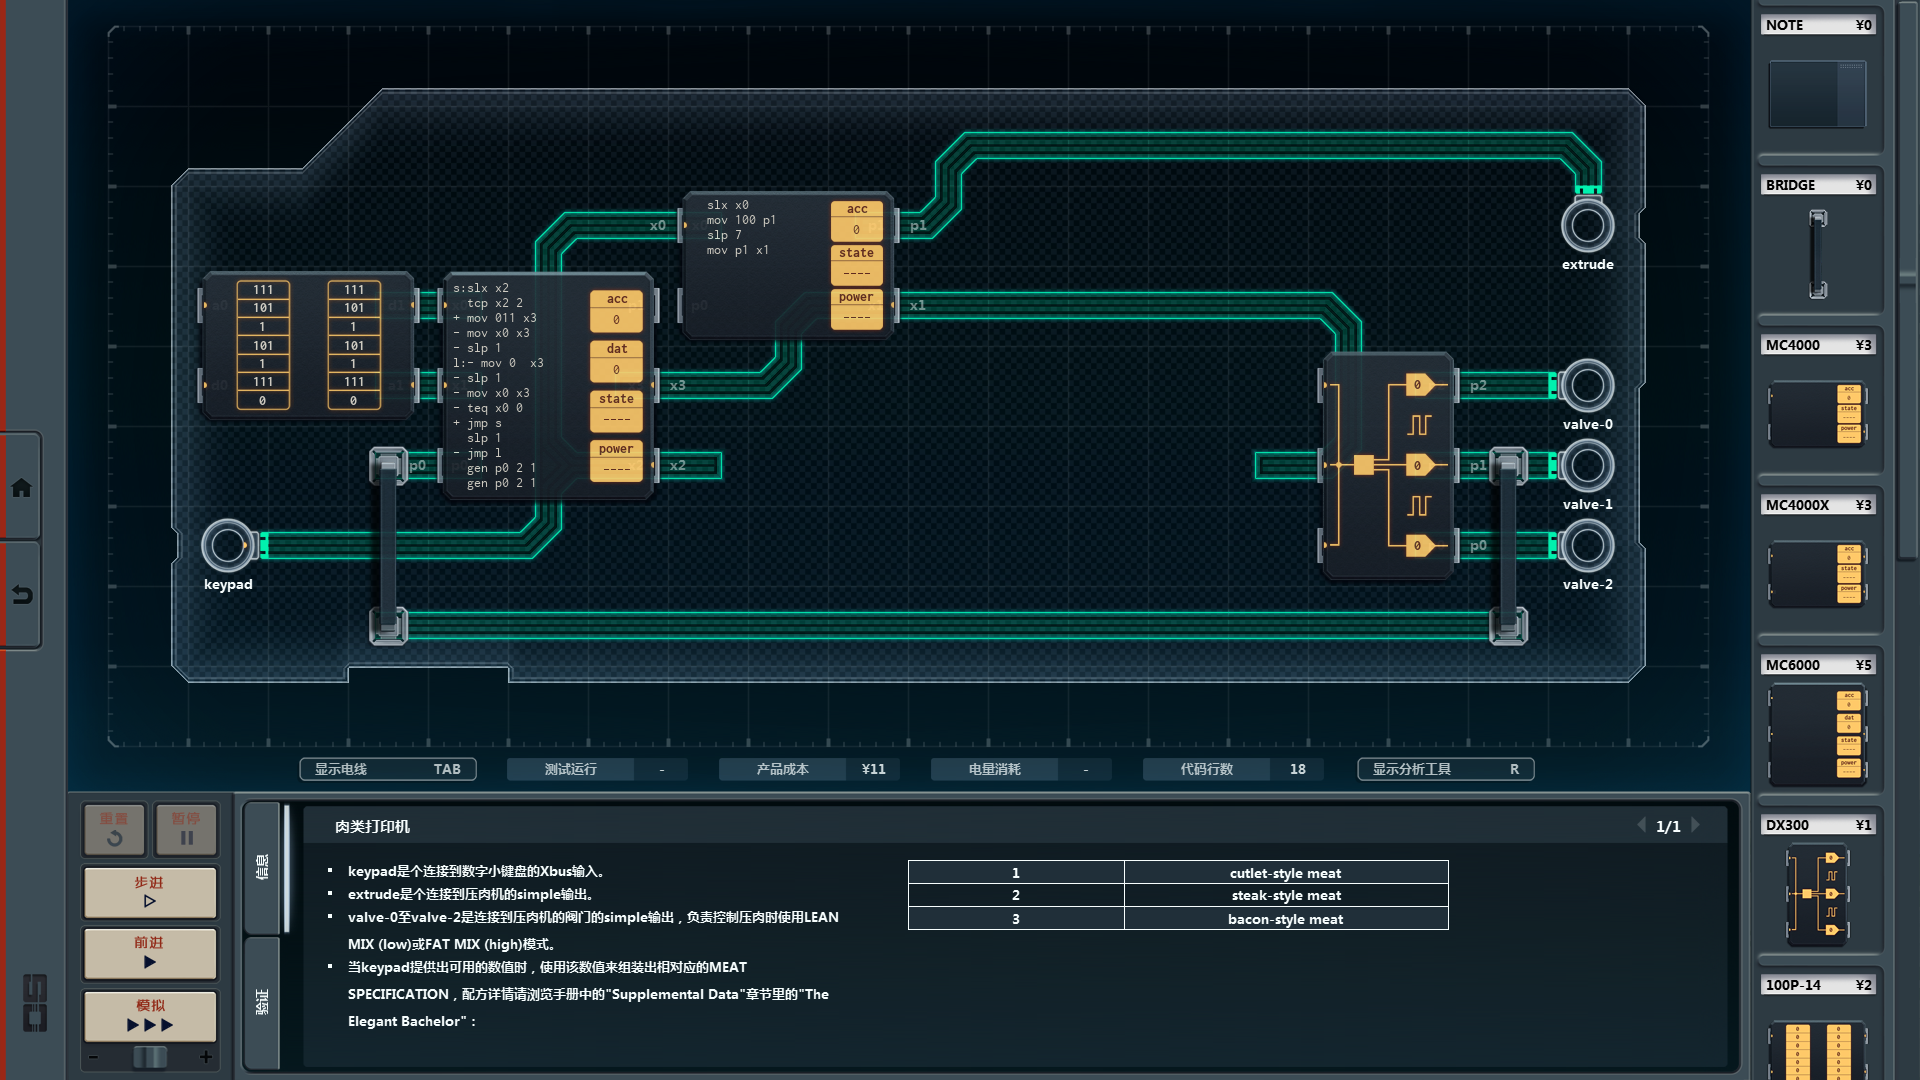 NOTE ¥0
BRIDGE ¥0
MC4000 ¥3
MC4000X ¥3
MC6000 ¥5
DX300 ¥1
100P-14 ¥2
slx x0
mov 100 p1
slp 7
mov p1 x1
acc
0
state
----
power
----
x0
p1
p0
x1
extrude
111 111
101 101
1 1
101 101
1 1
111 111
0 0
s:slx x2
tcp x2 2
+ mov 011 x3
- mov x0 x3
- slp 1
l:- mov 0 x3
- slp 1
- mov x0 x3
- teq x0 0
+ jmp s
slp 1
- jmp l
gen p0 2 1
gen p0 2 1
acc
0
dat
0
state
----
power
----
x3
x2
p0
keypad
0
0
0
p2
p1
p0
valve-0
valve-1
valve-2
显示电线 TAB
测试运行 -
产品成本 ¥11
电量消耗 -
代码行数 18
显示分析工具 R
重置
暂停
步进
前进
模拟
- +
信息
验证
肉类打印机
1/1
▪ keypad是个连接到数字小键盘的Xbus输入。
▪ extrude是个连接到压肉机的simple输出。
▪ valve-0至valve-2是连接到压肉机的阀门的simple输出，负责控制压肉时使用LEAN
MIX (low)或FAT MIX (high)模式。
▪ 当keypad提供出可用的数值时，使用该数值来组装出相对应的MEAT
SPECIFICATION，配方详情请浏览手册中的"Supplemental Data"章节里的"The
Elegant Bachelor"：
1 cutlet-style meat
2 steak-style meat
3 bacon-style meat